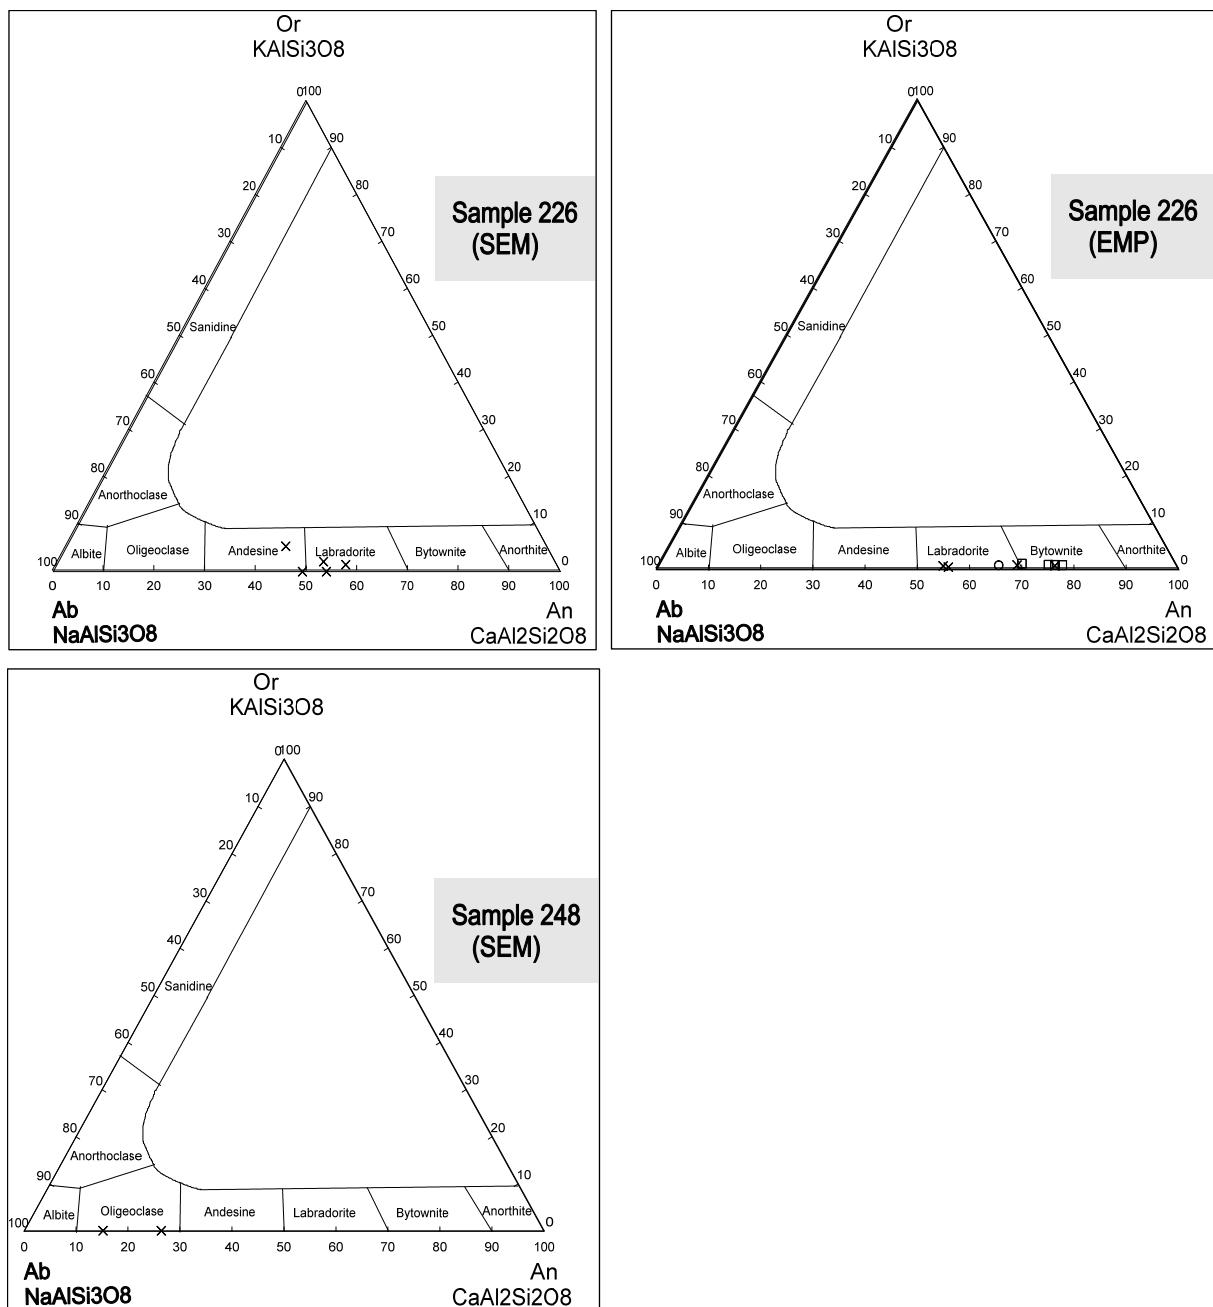 Or
KAlSi3O8
0 100
10 90
20 80
Sample 226
(SEM)
30 70
40 60
50 Sanidine 50
60 40
70 30
80 20
Anorthoclase
90 10
Albite Oligeoclase Andesine Labradorite Bytownite Anorthite
100 0
0 10 20 30 40 50 60 70 80 90 100
Ab An
NaAlSi3O8 CaAl2Si2O8
Or
KAlSi3O8
0 100
10 90
20 80
Sample 226
(EMP)
30 70
40 60
50 Sanidine 50
60 40
70 30
80 20
Anorthoclase
90 10
Albite Oligeoclase Andesine Labradorite Bytownite Anorthite
100 0
0 10 20 30 40 50 60 70 80 90 100
Ab An
NaAlSi3O8 CaAl2Si2O8
Or
KAlSi3O8
0 100
10 90
20 80
30 70
Sample 248
(SEM)
40 60
50 Sanidine 50
60 40
70 30
80 20
Anorthoclase
90 10
Albite Oligeoclase Andesine Labradorite Bytownite Anorthite
100 0
0 10 20 30 40 50 60 70 80 90 100
Ab An
NaAlSi3O8 CaAl2Si2O8